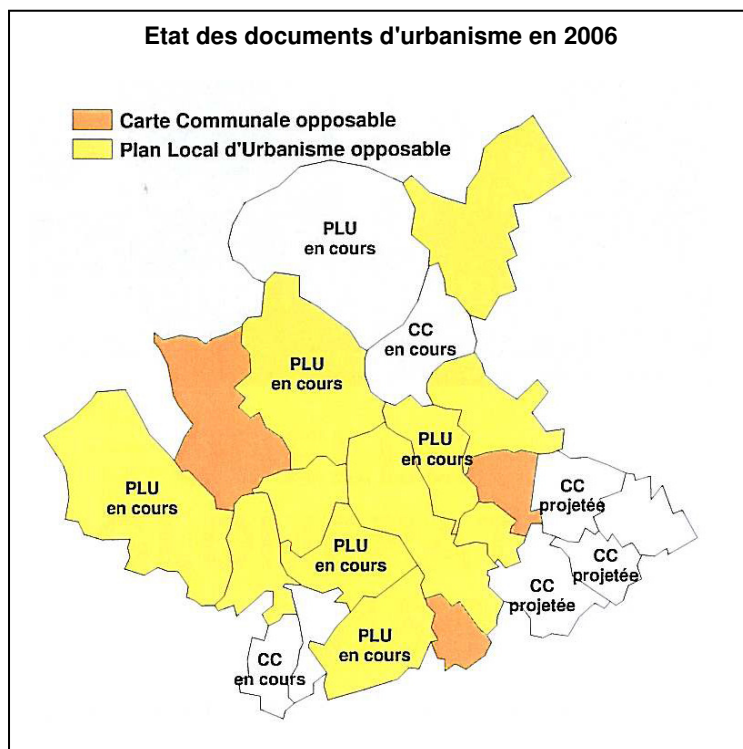 Etat des documents d'urbanisme en 2006
Carte Communale opposable
Plan Local d'Urbanisme opposable
PLU
en cours
CC
en cours
PLU
en cours
PLU
en cours
CC
projetée
PLU
en cours
PLU
en cours
CC
projetée
CC
projetée
PLU
en cours
CC
en cours